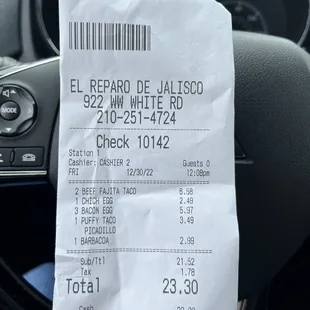 EL REPARO DE JALISCO
922 WW WHITE RD
210-251-4724
Check 10142
Station 1
Cashier: CASHIER 2 Guests 0
FRI 12/30/22 12:08pm
2 BEEF FAJITA TACO 6.58
1 CHICH EGG 2.49
3 BACON EGG 5.97
1 PUFFY TACO 3.49
PICADILLO
1 BARBACOA 2.99
Sub/Ttl 21.52
Tax 1.78
Total 23.30
Cash
MODE